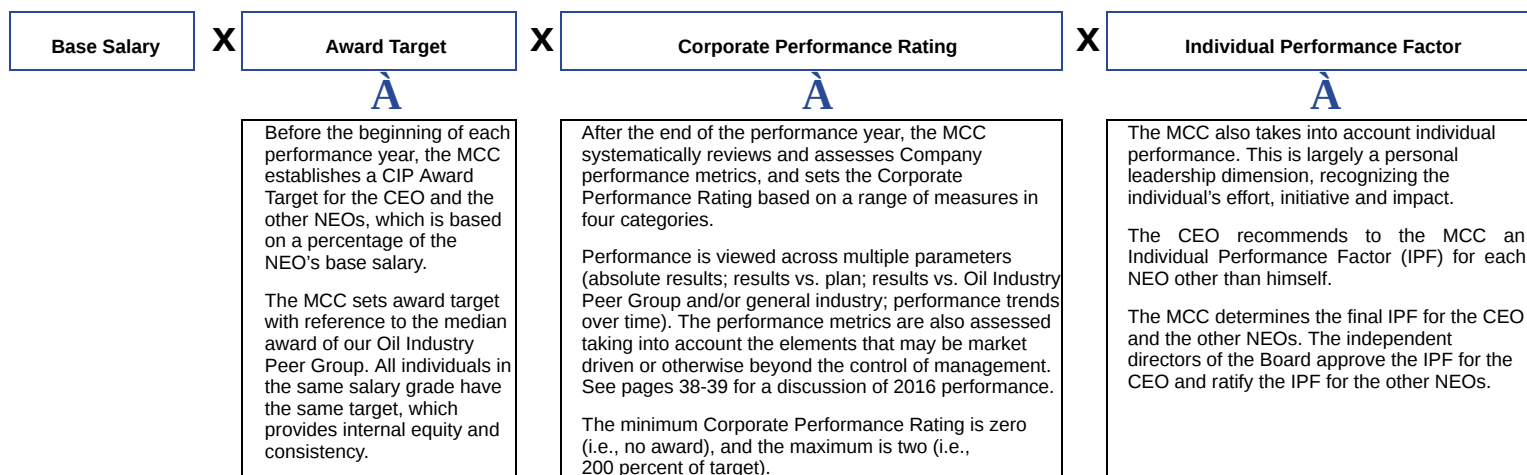 Base Salary X Award Target X Corporate Performance Rating X Individual Performance Factor
À À À
Before the beginning of each
performance year, the MCC
establishes a CIP Award
Target for the CEO and the
other NEOs, which is based
on a percentage of the
NEO’s base salary.
The MCC sets award target
with reference to the median
award of our Oil Industry
Peer Group. All individuals in
the same salary grade have
the same target, which
provides internal equity and
consistency.
After the end of the performance year, the MCC
systematically reviews and assesses Company
performance metrics, and sets the Corporate
Performance Rating based on a range of measures in
four categories.
Performance is viewed across multiple parameters
(absolute results; results vs. plan; results vs. Oil Industry
Peer Group and/or general industry; performance trends
over time). The performance metrics are also assessed
taking into account the elements that may be market
driven or otherwise beyond the control of management.
See pages 38-39 for a discussion of 2016 performance.
The minimum Corporate Performance Rating is zero
(i.e., no award), and the maximum is two (i.e.,
200 percent of target).
The MCC also takes into account individual
performance. This is largely a personal
leadership dimension, recognizing the
individual’s effort, initiative and impact.
The CEO recommends to the MCC an
Individual Performance Factor (IPF) for each
NEO other than himself.
The MCC determines the final IPF for the CEO
and the other NEOs. The independent
directors of the Board approve the IPF for the
CEO and ratify the IPF for the other NEOs.